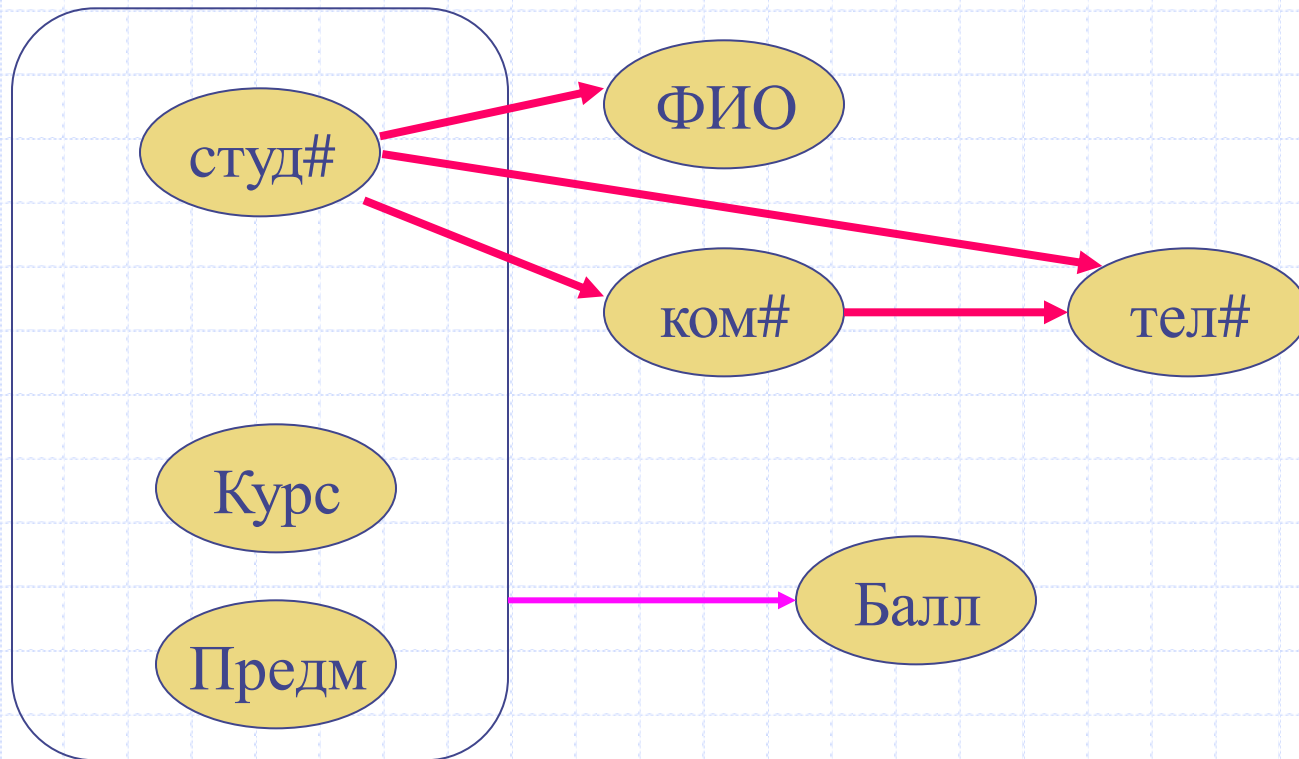 ФИО
студ#
ком#
тел#
Курс
Балл
Предм